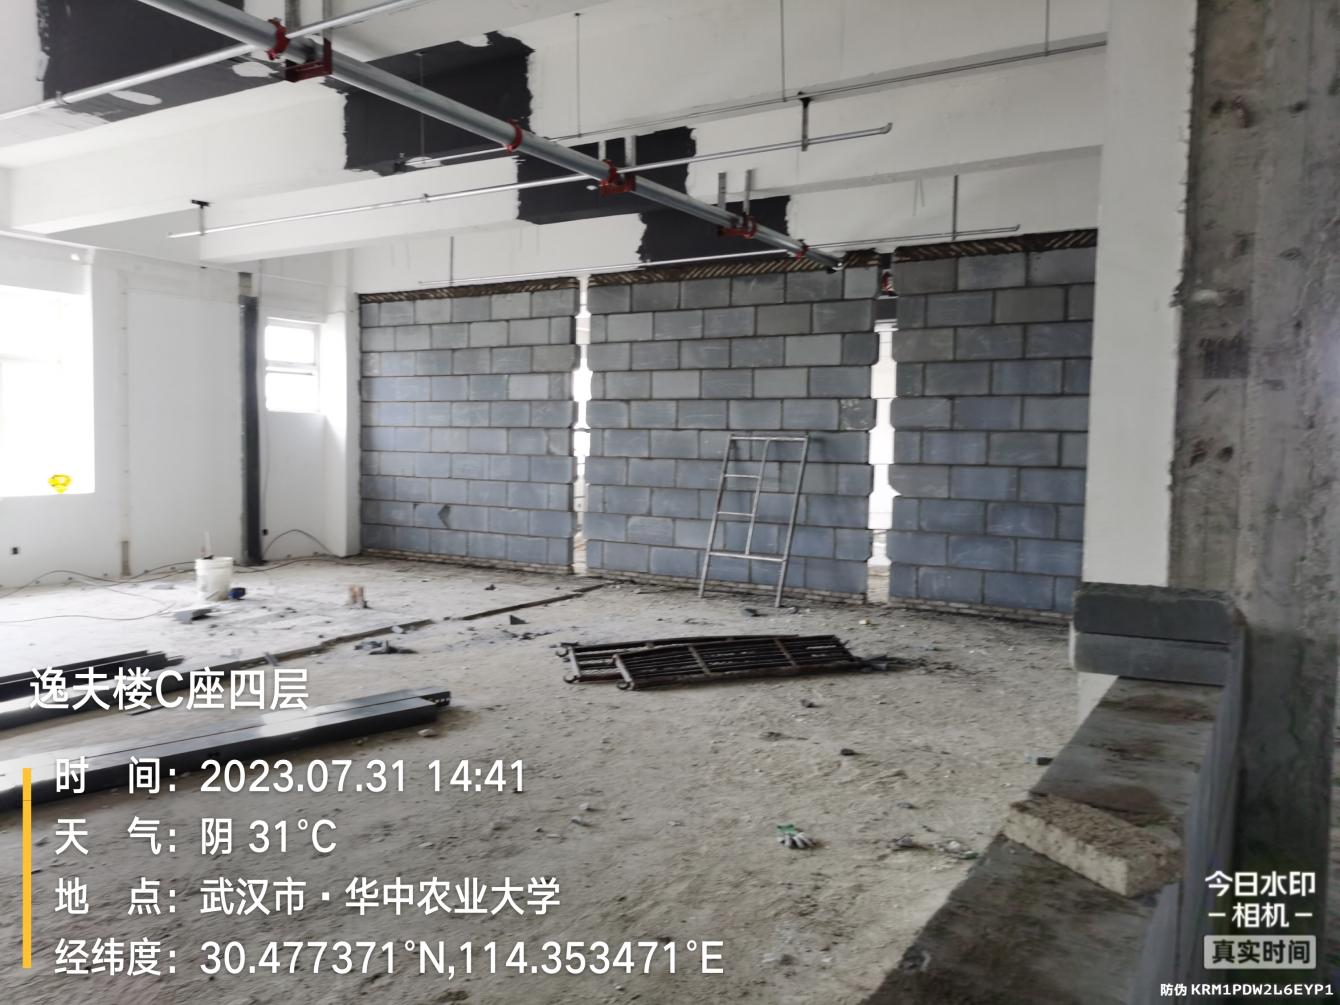 逸夫楼C座四层
时 间：2023.07.31 14:41
天 气：阴 31°C
地 点：武汉市·华中农业大学
经纬度：30.477371°N,114.353471°E
今日水印
-相机-
真实时间
防伪 KRM1PDW2L6EYP1